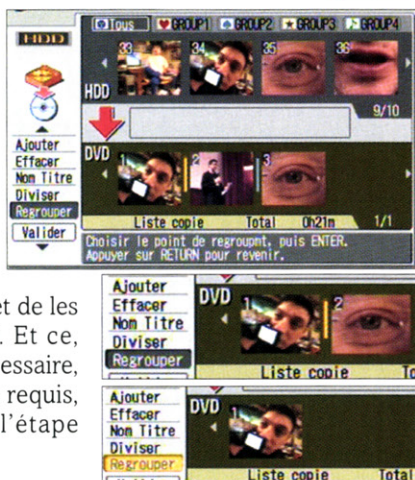 HDD
Tous GROUP1 GROUP2 GROUP3 GROUP4
33 34 35 36
HDD
9/10
Ajouter
Effacer
Nom Titre
Diviser
Regrouper
Valider
DVD
1 2 3
Liste copie Total 0h21m 1/1
Choisir le point de regroupmt, puis ENTER.
Appuyer sur RETURN pour revenir.
et de les
. Et ce,
essaire,
requis,
l'étape
Ajouter
Effacer
Nom Titre
Diviser
Regrouper
DVD
1 2
Liste copie
Ajouter
Effacer
Nom Titre
Diviser
Regrouper
DVD
1
Liste copie Total